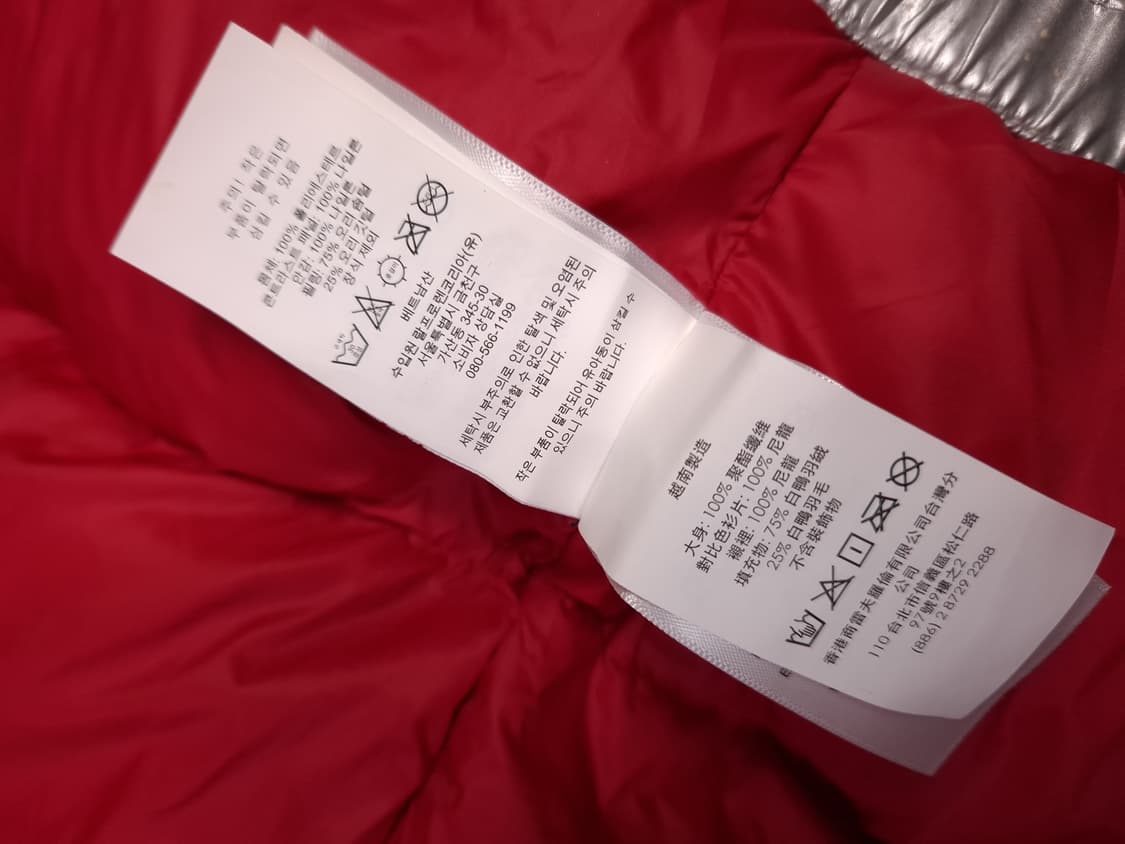 주의! 작은
부품이 탈락되면
삼킬 수 있음
몸체: 100% 폴리에스테르
콘트라스트 패널: 100% 나일론
안감: 100% 나일론
필링: 75% 오리 솜털
25% 오리 깃털
장식 제외
베트남산
수입원 랄프로렌코리아(유)
서울특별시 금천구
가산동 345-30
소비자 상담실
080-566-1199
세탁시 부주의로 인한 탈색 및 오염된
제품은 교환할 수 없으니 세탁시 주의
바랍니다.
작은 부품이 탈락되어 유아동이 삼킬 수
있으니 주의 바랍니다.
越南製造
大身: 100% 聚酯纖維
對比色衫片: 100% 尼龍
襯裡: 100% 尼龍
填充物: 75% 白鴨羽絨
25% 白鴨羽毛
不含裝飾物
香港商雷夫羅倫有限公司台灣分
公司
110 台北市信義區松仁路
97號9樓之2
(886) 2 8729 2288